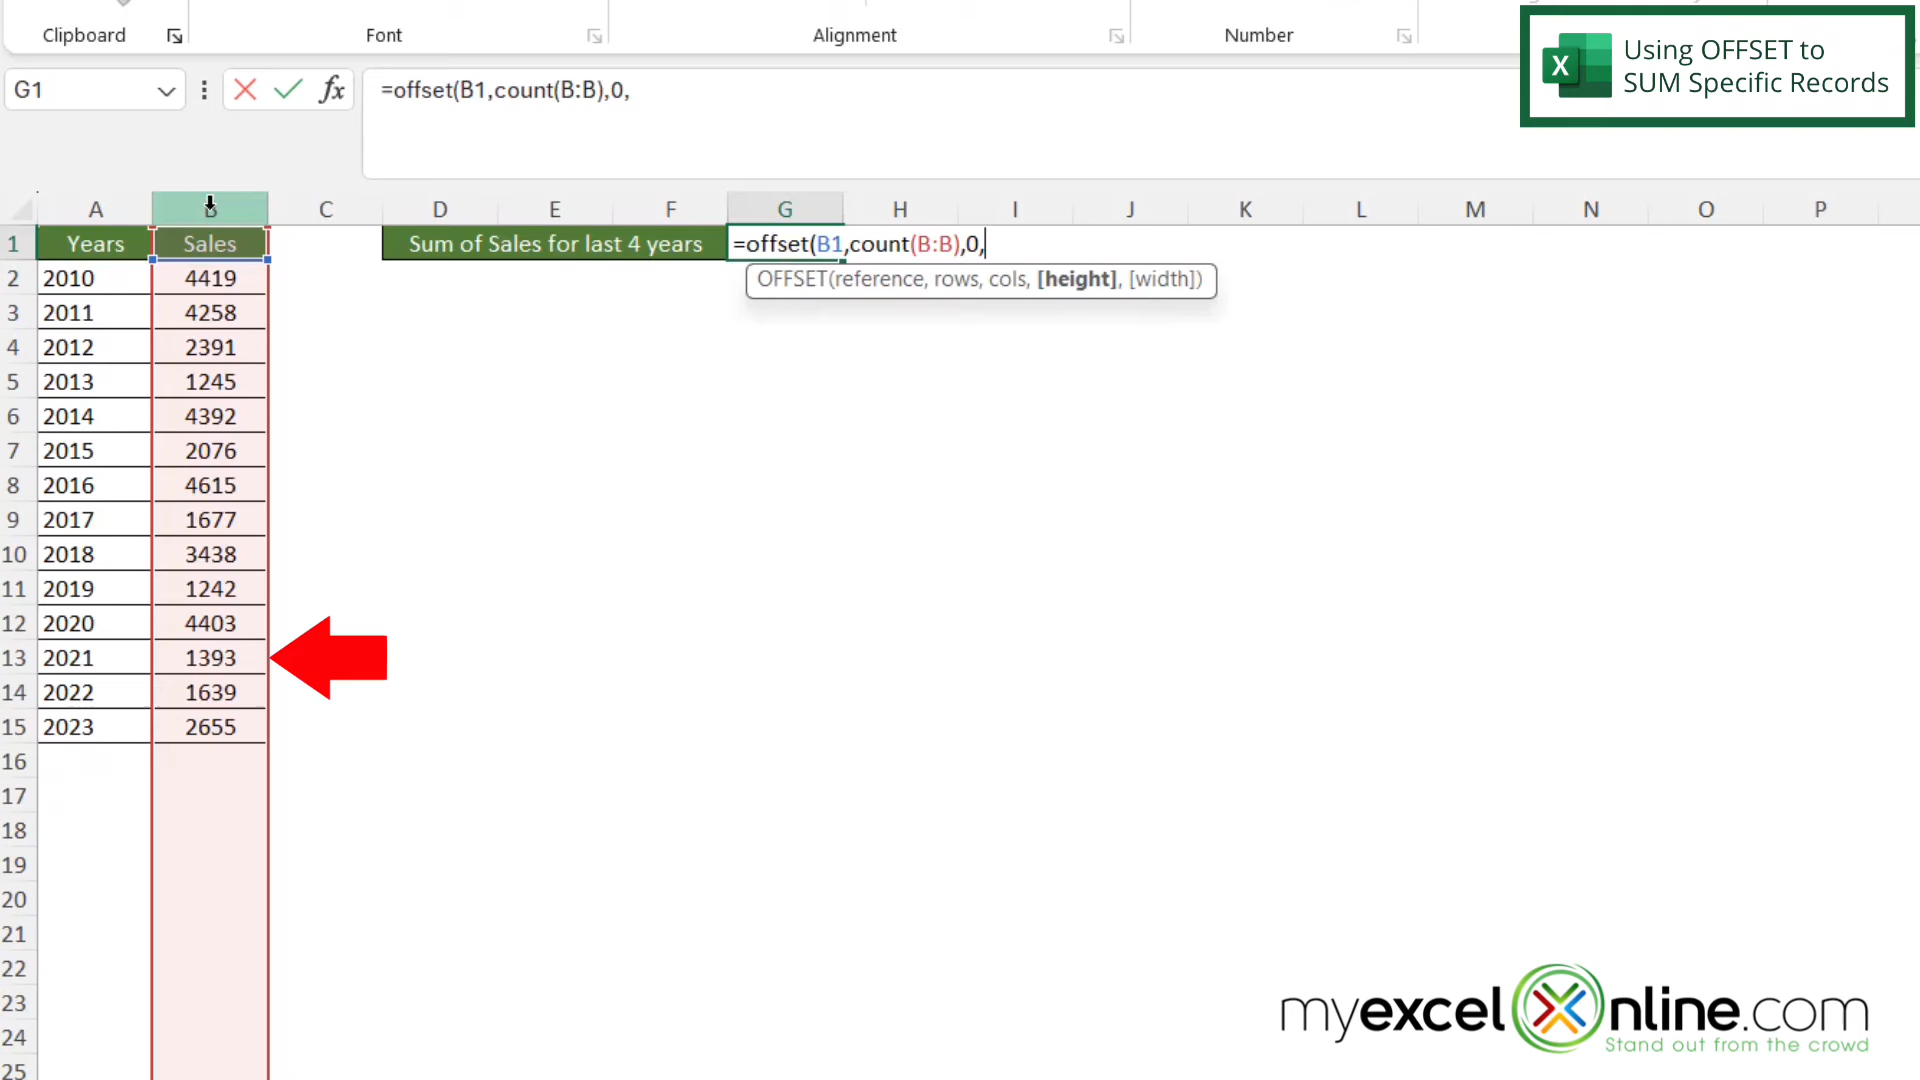 Clipboard Font Alignment Number
Using OFFSET to
SUM Specific Records
G1 fx =offset(B1,count(B:B),0,
A B C D E F G H I J K L M N O P
1 Years Sales Sum of Sales for last 4 years =offset(B1,count(B:B),0,
2 2010 4419 OFFSET(reference, rows, cols, [height], [width])
3 2011 4258
4 2012 2391
5 2013 1245
6 2014 4392
7 2015 2076
8 2016 4615
9 2017 1677
10 2018 3438
11 2019 1242
12 2020 4403
13 2021 1393
14 2022 1639
15 2023 2655
16
17
18
19
20
21
22
23
24
25
myexcelonline.com
Stand out from the crowd